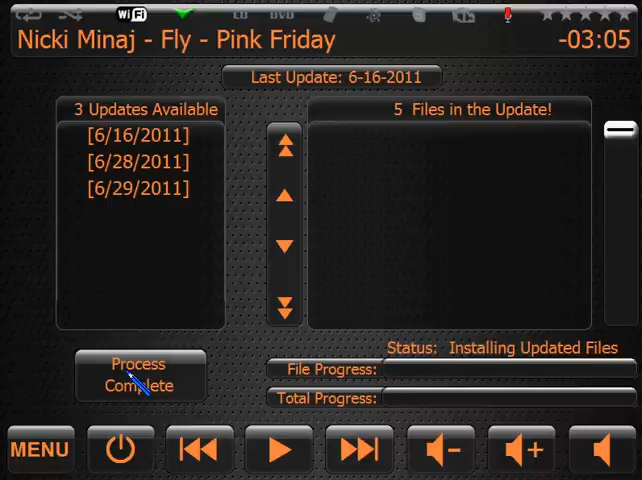 WiFi
CD DVD
Nicki Minaj - Fly - Pink Friday
-03:05
Last Update: 6-16-2011
3 Updates Available
[6/16/2011]
[6/28/2011]
[6/29/2011]
5 Files in the Update!
Process
Complete
Status: Installing Updated Files
File Progress:
Total Progress:
MENU